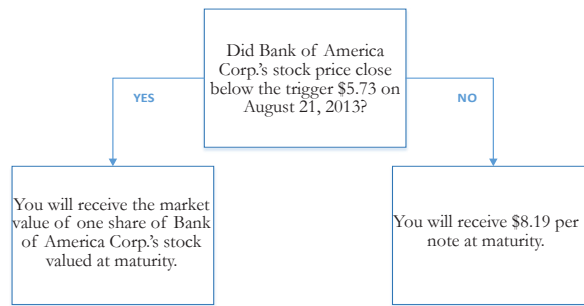 Did Bank of America
Corp.'s stock price close
below the trigger $5.73 on
August 21, 2013?
YES
NO
You will receive the market
value of one share of Bank
of America Corp.'s stock
valued at maturity.
You will receive $8.19 per
note at maturity.